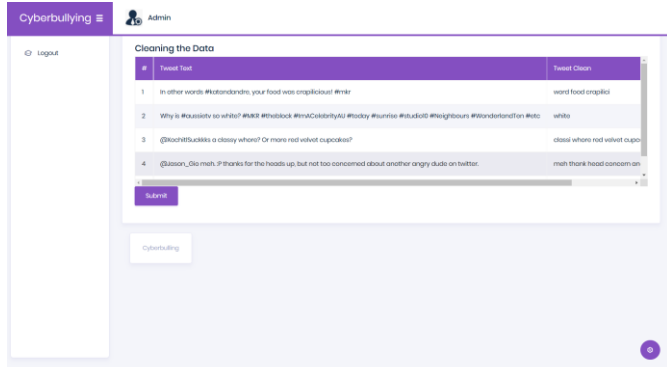 Cyberbullying
Admin
Logout
Cleaning the Data
# Tweet Text Tweet Clean
1 In other words #katandandre, your food was crapilicious! #mkr word food crapilici
2 Why is #aussietv so white? #MKR #theblock #ImACelebrityAU #today #sunrise #studio10 #Neighbours #WonderlandTen #etc white
3 @XochitlSuckkks a classy whore? Or more red velvet cupcakes? classi whore red velvet cupc
4 @Jason_Gio meh. :P thanks for the heads up, but not too concerned about another angry dude on twitter. meh thank head concern an
Submit
Cyberbulling